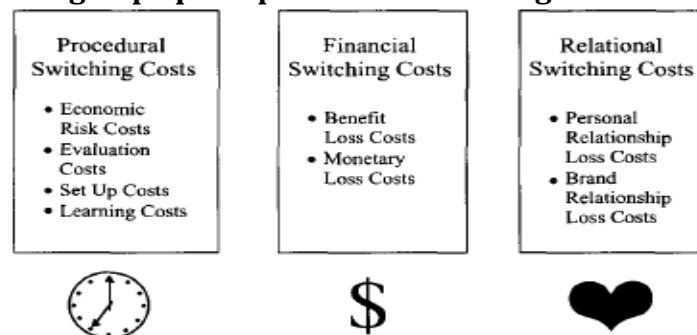 Procedural
Switching Costs
• Economic
Risk Costs
• Evaluation
Costs
• Set Up Costs
• Learning Costs
Financial
Switching Costs
• Benefit
Loss Costs
• Monetary
Loss Costs
$
Relational
Switching Costs
• Personal
Relationship
Loss Costs
• Brand
Relationship
Loss Costs